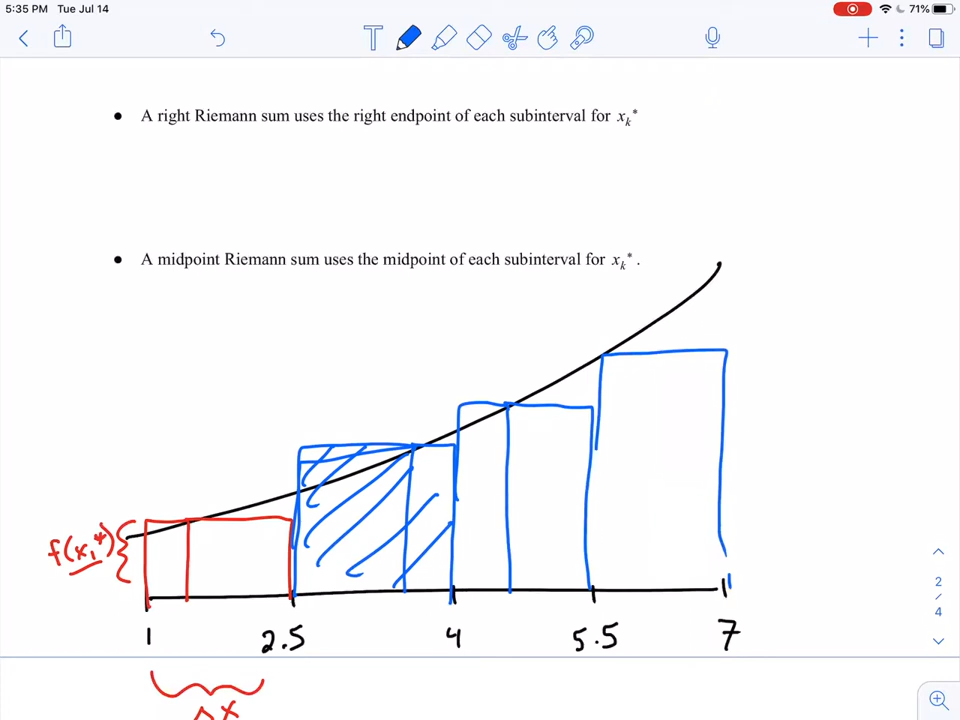 5:35 PM Tue Jul 14
71%
T
● A right Riemann sum uses the right endpoint of each subinterval for xₖ*
● A midpoint Riemann sum uses the midpoint of each subinterval for xₖ* .
f(x₁*)
1 2.5 4 5.5 7
Δx
2
/
4